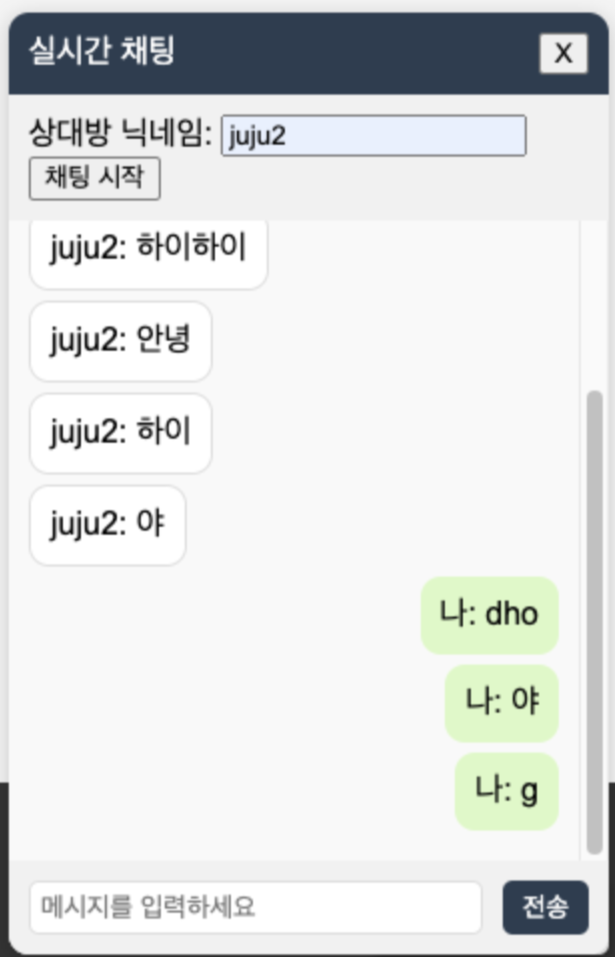 실시간 채팅
X
상대방 닉네임: juju2
채팅 시작
juju2: 하이하이
juju2: 안녕
juju2: 하이
juju2: 야
나: dho
나: 야
나: g
메시지를 입력하세요
전송